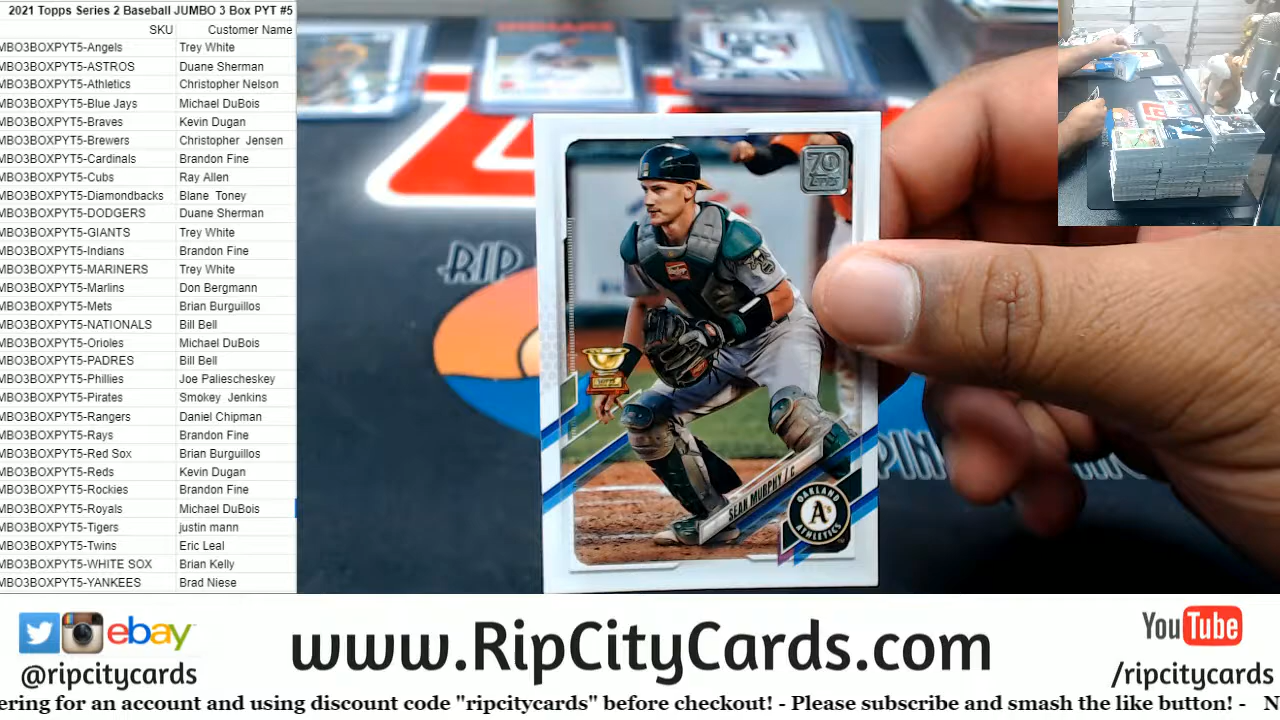 2021 Topps Series 2 Baseball JUMBO 3 Box PYT #5
SKU Customer Name
MBO3BOXPYT5-Angels Trey White
MBO3BOXPYT5-ASTROS Duane Sherman
MBO3BOXPYT5-Athletics Christopher Nelson
MBO3BOXPYT5-Blue Jays Michael DuBois
MBO3BOXPYT5-Braves Kevin Dugan
MBO3BOXPYT5-Brewers Christopher Jensen
MBO3BOXPYT5-Cardinals Brandon Fine
MBO3BOXPYT5-Cubs Ray Allen
MBO3BOXPYT5-Diamondbacks Blane Toney
MBO3BOXPYT5-DODGERS Duane Sherman
MBO3BOXPYT5-GIANTS Trey White
MBO3BOXPYT5-Indians Brandon Fine
MBO3BOXPYT5-MARINERS Trey White
MBO3BOXPYT5-Marlins Don Bergmann
MBO3BOXPYT5-Mets Brian Burguillos
MBO3BOXPYT5-NATIONALS Bill Bell
MBO3BOXPYT5-Orioles Michael DuBois
MBO3BOXPYT5-PADRES Bill Bell
MBO3BOXPYT5-Phillies Joe Paliescheskey
MBO3BOXPYT5-Pirates Smokey Jenkins
MBO3BOXPYT5-Rangers Daniel Chipman
MBO3BOXPYT5-Rays Brandon Fine
MBO3BOXPYT5-Red Sox Brian Burguillos
MBO3BOXPYT5-Reds Kevin Dugan
MBO3BOXPYT5-Rockies Brandon Fine
MBO3BOXPYT5-Royals Michael DuBois
MBO3BOXPYT5-Tigers justin mann
MBO3BOXPYT5-Twins Eric Leal
MBO3BOXPYT5-WHITE SOX Brian Kelly
MBO3BOXPYT5-YANKEES Brad Niese
INDIANS
RIP
70
Topps
SEAN MURPHY / C
OAKLAND
A's
ATHLETICS
ebay
@ripcitycards
www.RipCityCards.com
YouTube
/ripcitycards
ering for an account and using discount code "ripcitycards" before checkout! - Please subscribe and smash the like button! - N